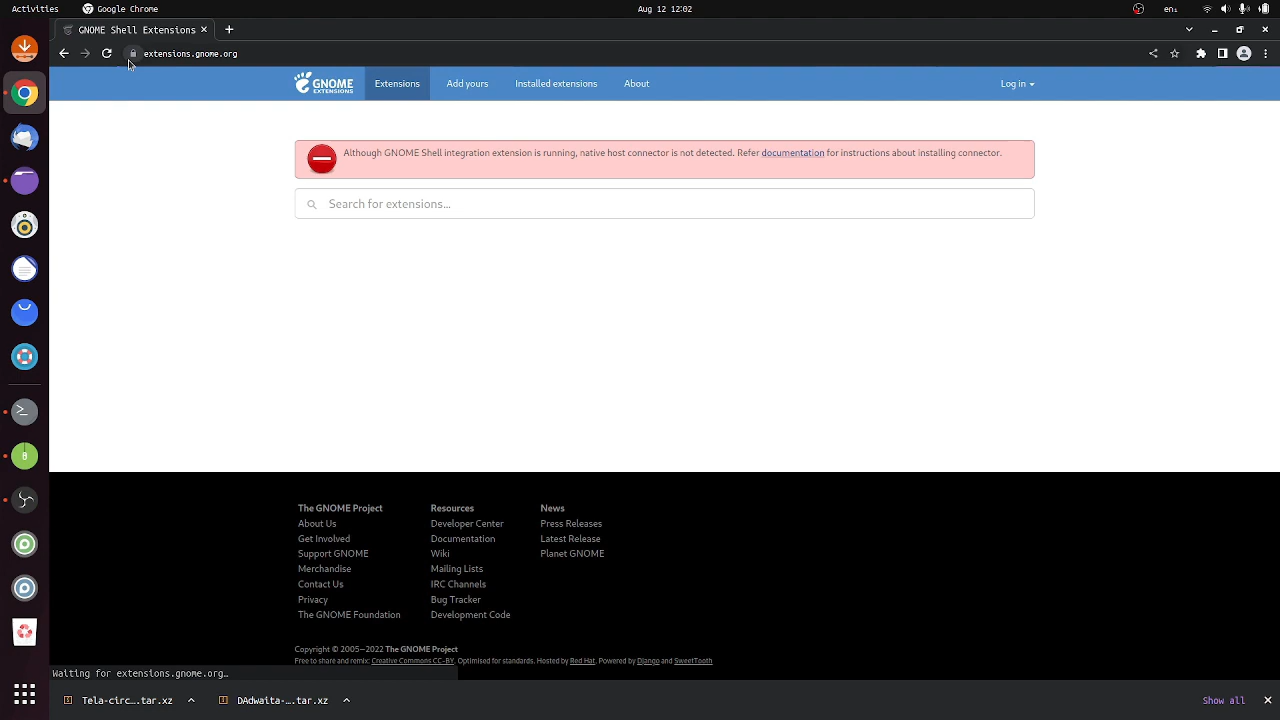 Activities
Google Chrome
Aug 12 12:02
en₁
GNOME Shell Extensions
extensions.gnome.org
GNOME
EXTENSIONS
Extensions
Add yours
Installed extensions
About
Log in
Although GNOME Shell integration extension is running, native host connector is not detected. Refer documentation for instructions about installing connector.
Search for extensions...
The GNOME Project
About Us
Get Involved
Support GNOME
Merchandise
Contact Us
Privacy
The GNOME Foundation
Resources
Developer Center
Documentation
Wiki
Mailing Lists
IRC Channels
Bug Tracker
Development Code
News
Press Releases
Latest Release
Planet GNOME
Copyright © 2005—2022 The GNOME Project
Free to share and remix: Creative Commons CC-BY. Optimised for standards. Hosted by Red Hat. Powered by Django and SweetTooth
Waiting for extensions.gnome.org...
Tela-circ....tar.xz
DAdwaita-....tar.xz
Show all